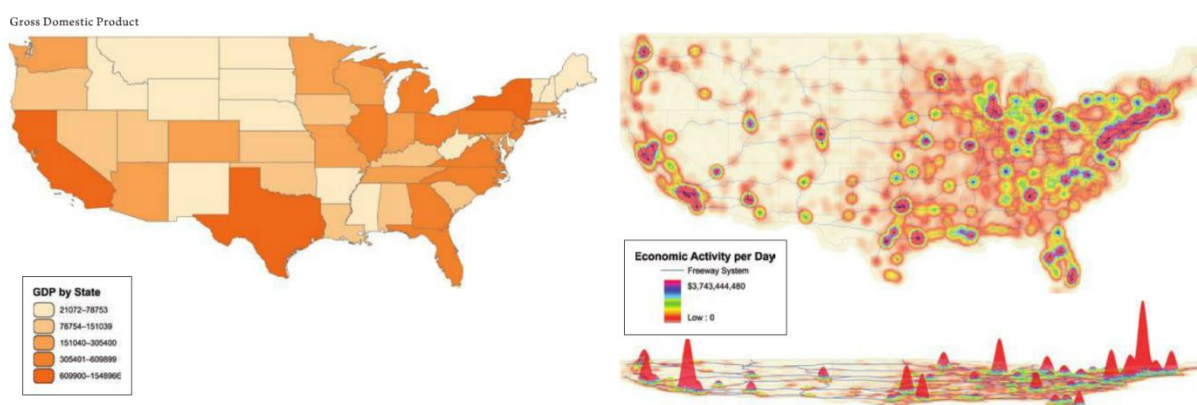 Gross Domestic Product
GDP by State
21072–78753
78754–151039
151040–305400
305401–609899
609900–1548966
Economic Activity per Day
Freeway System
$3,743,444,480
Low : 0